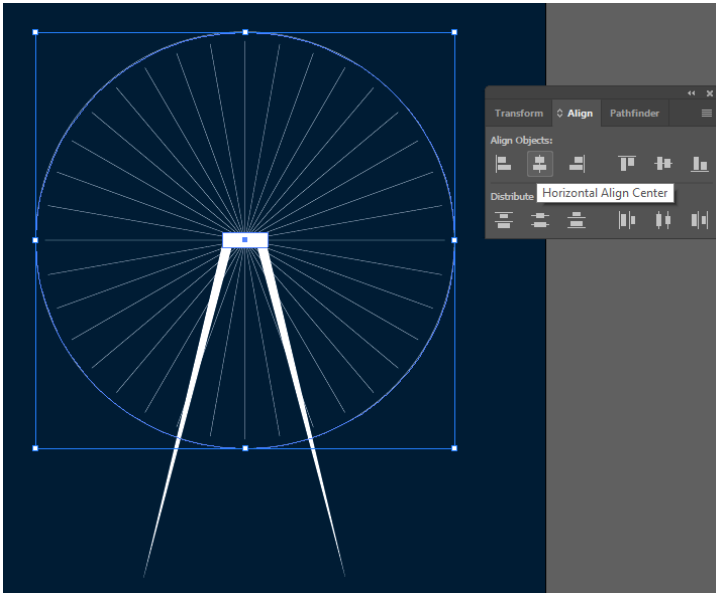 Transform Align Pathfinder
Align Objects:
Distribute
Horizontal Align Center